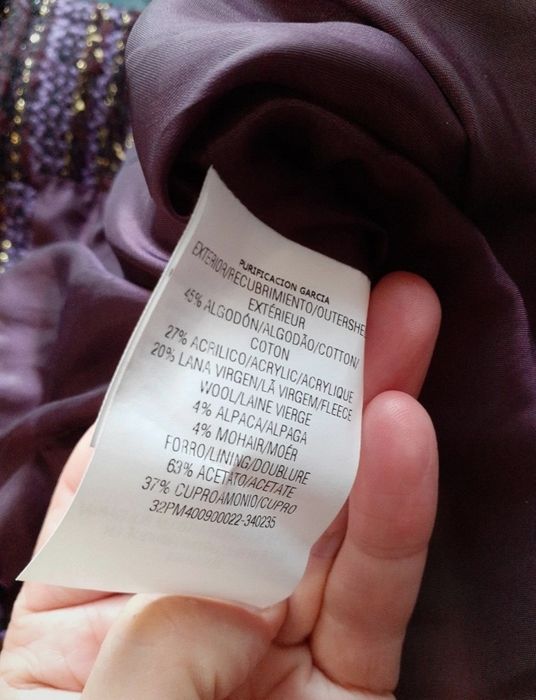 PURIFICACION GARCIA
EXTERIOR/RECUBRIMIENTO/OUTERSHE
EXTÉRIEUR
45% ALGODÓN/ALGODÃO/COTTON/
COTON
27% ACRILICO/ACRYLIC/ACRYLIQUE
20% LANA VIRGEN/LÃ VIRGEM/FLEECE
WOOL/LAINE VIERGE
4% ALPACA/ALPAGA
4% MOHAIR/MOÉR
FORRO/LINING/DOUBLURE
63% ACETATO/ACETATE
37% CUPROAMONIO/CUPRO
32PM400900022-340235